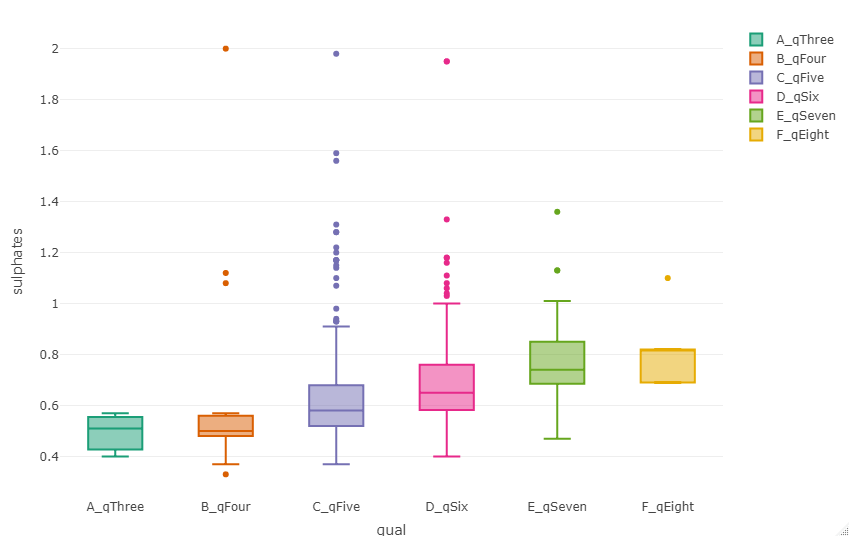 2
1.8
1.6
1.4
1.2
1
0.8
0.6
0.4
sulphates
A_qThree B_qFour C_qFive D_qSix E_qSeven F_qEight
qual
A_qThree
B_qFour
C_qFive
D_qSix
E_qSeven
F_qEight